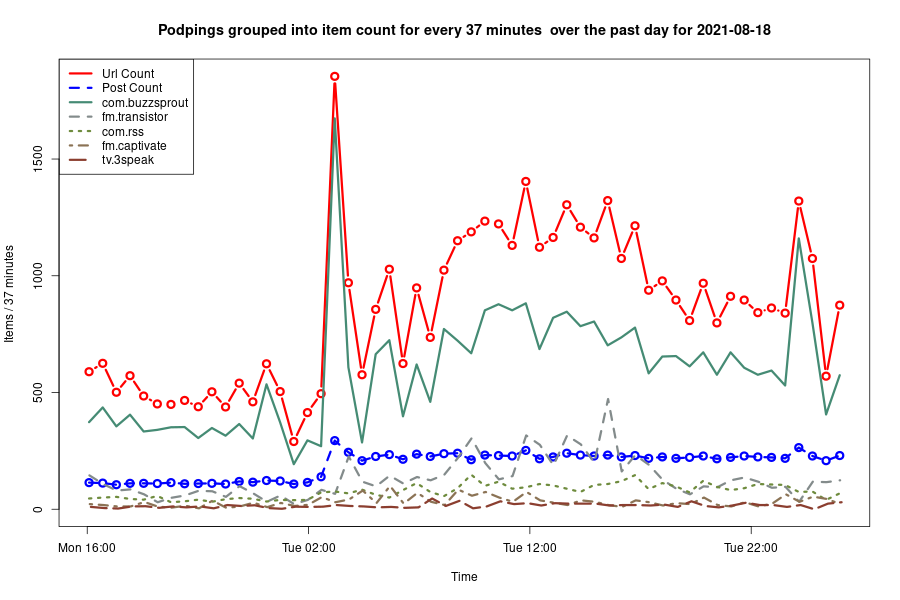 Podpings grouped into item count for every 37 minutes  over the past day for 2021-08-18
Url Count
Post Count
com.buzzsprout
fm.transistor
com.rss
fm.captivate
tv.3speak
Items / 37 minutes
1500
1000
500
0
Mon 16:00
Tue 02:00
Tue 12:00
Tue 22:00
Time